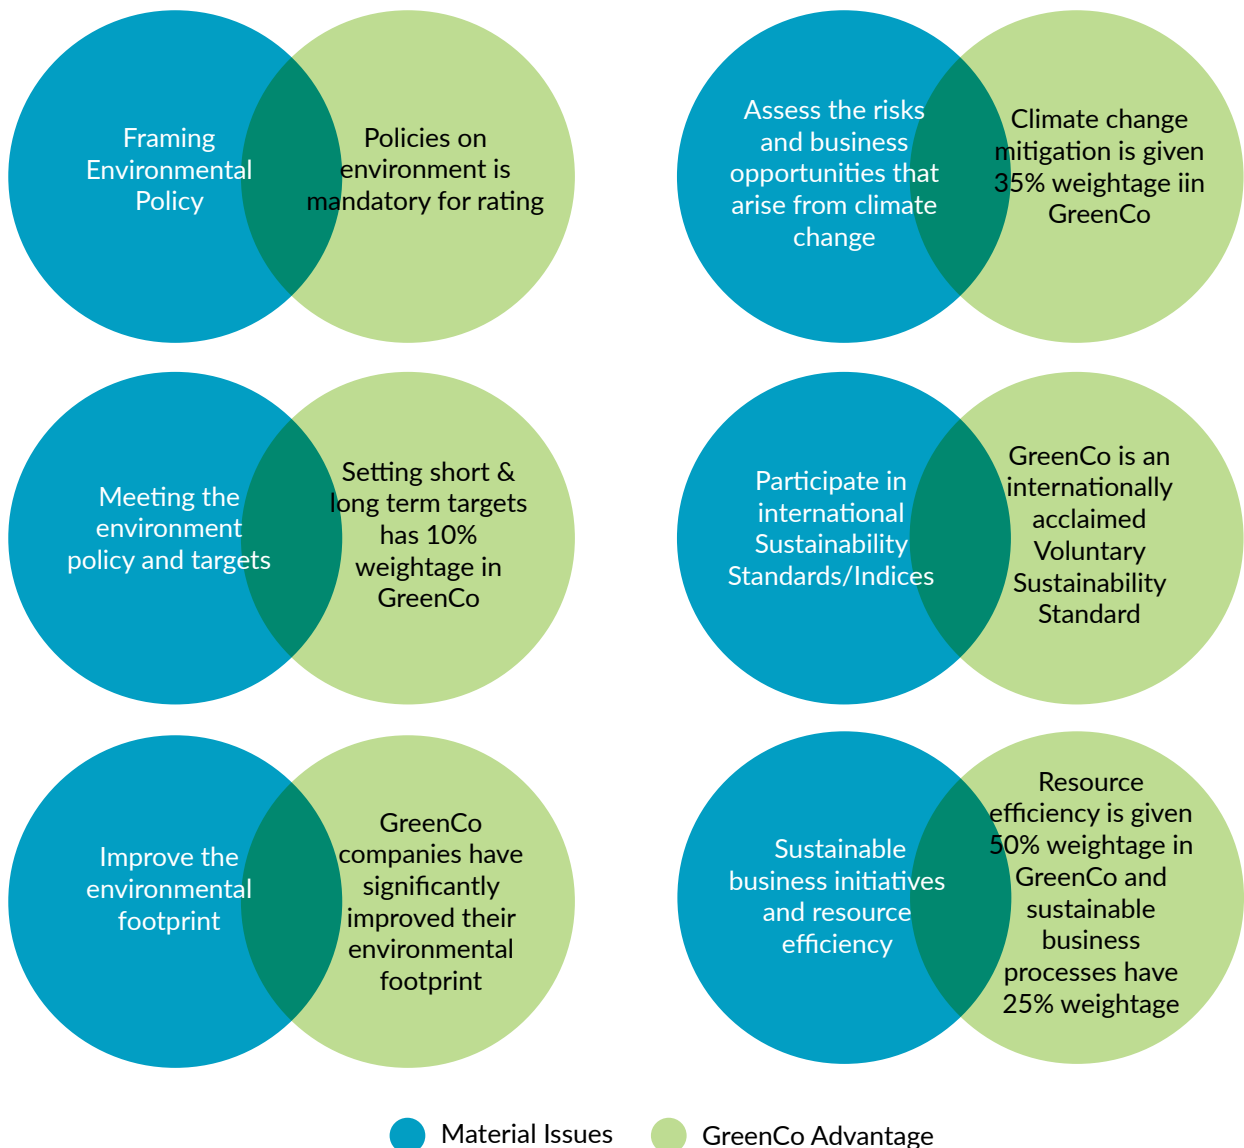 Framing
Environmental
Policy
Policies on
environment is
mandatory for rating
Assess the risks
and business
opportunities that
arise from climate
change
Climate change
mitigation is given
35% weightage iin
GreenCo
Meeting the
environment
policy and targets
Setting short &
long term targets
has 10%
weightage in
GreenCo
Participate in
international
Sustainability
Standards/Indices
GreenCo is an
internationally
acclaimed
Voluntary
Sustainability
Standard
Improve the
environmental
footprint
GreenCo
companies have
significantly
improved their
environmental
footprint
Sustainable
business initiatives
and resource
efficiency
Resource
efficiency is given
50% weightage in
GreenCo and
sustainable
business
processes have
25% weightage
Material Issues
GreenCo Advantage